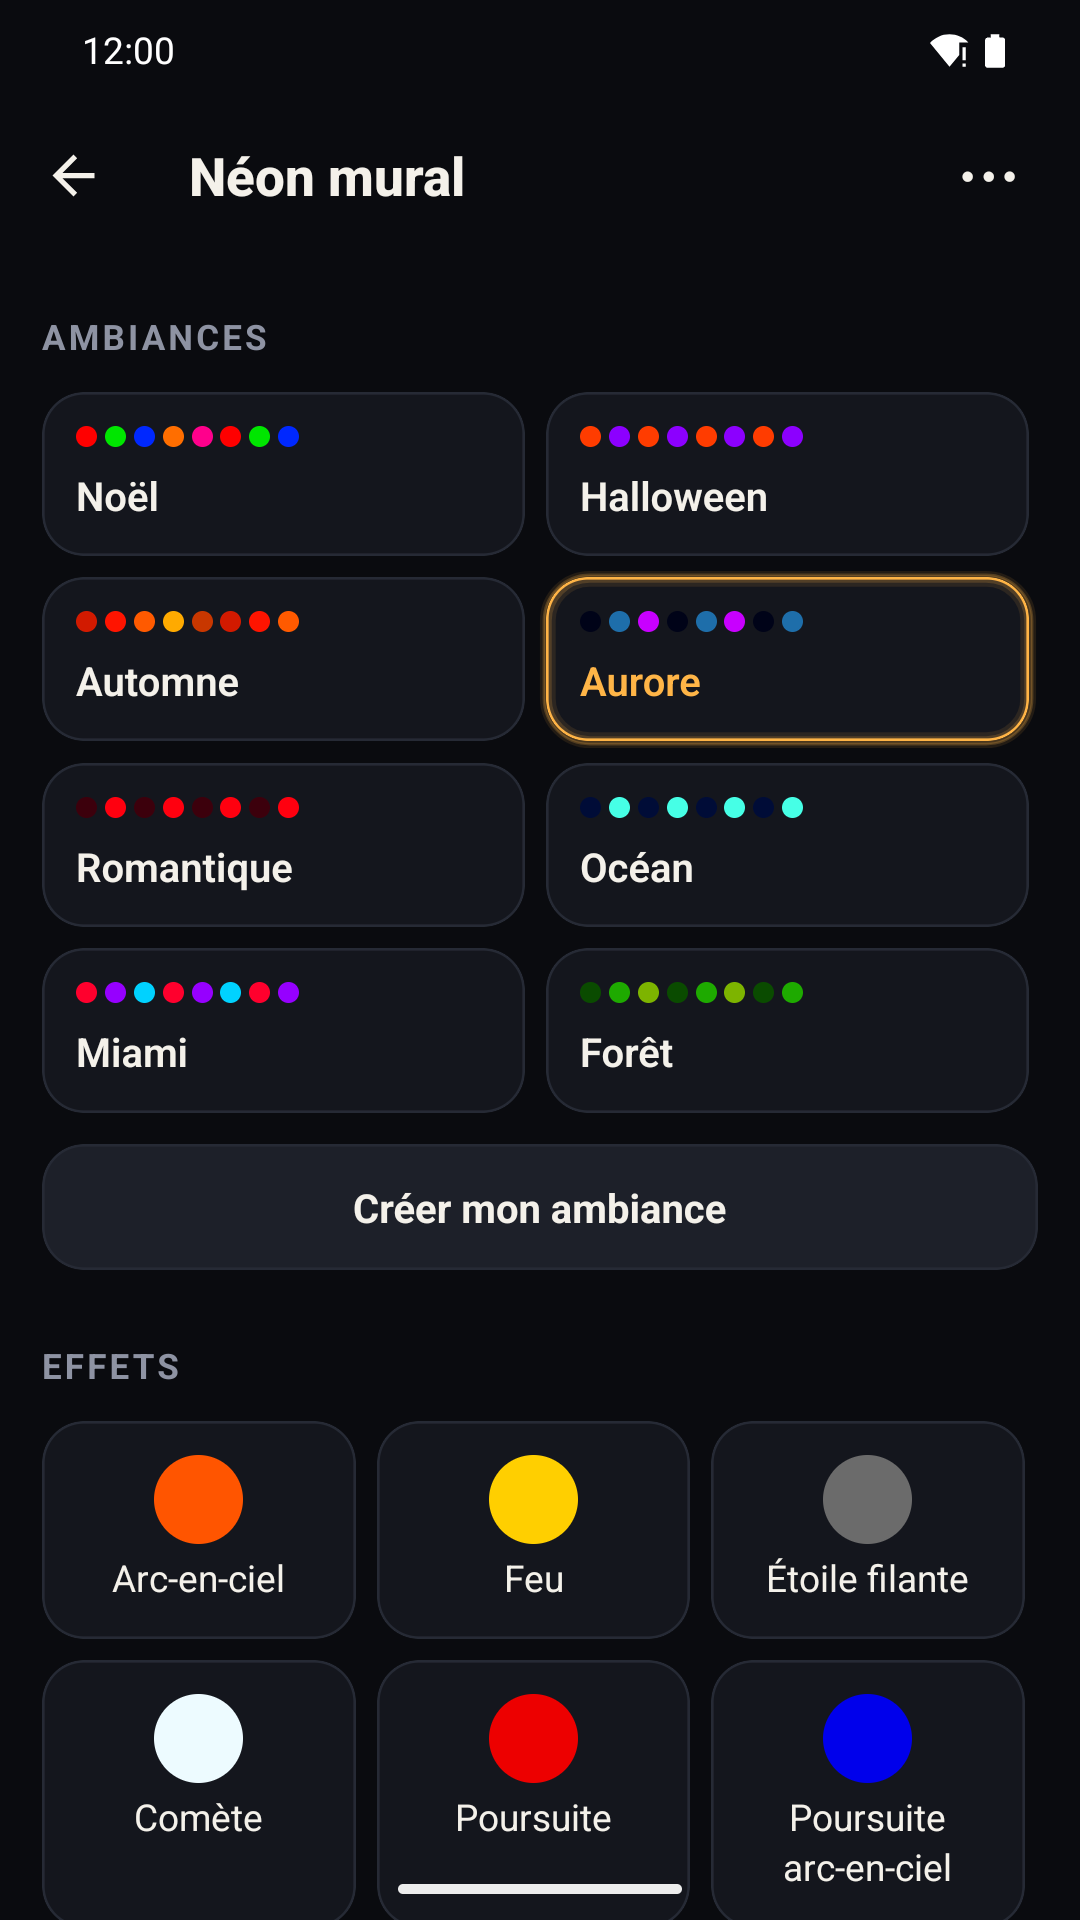 12:00
Néon mural
AMBIANCES
Noël
Halloween
Automne
Aurore
Romantique
Océan
Miami
Forêt
Créer mon ambiance
EFFETS
Arc-en-ciel
Feu
Étoile filante
Comète
Poursuite
Poursuite
arc-en-ciel